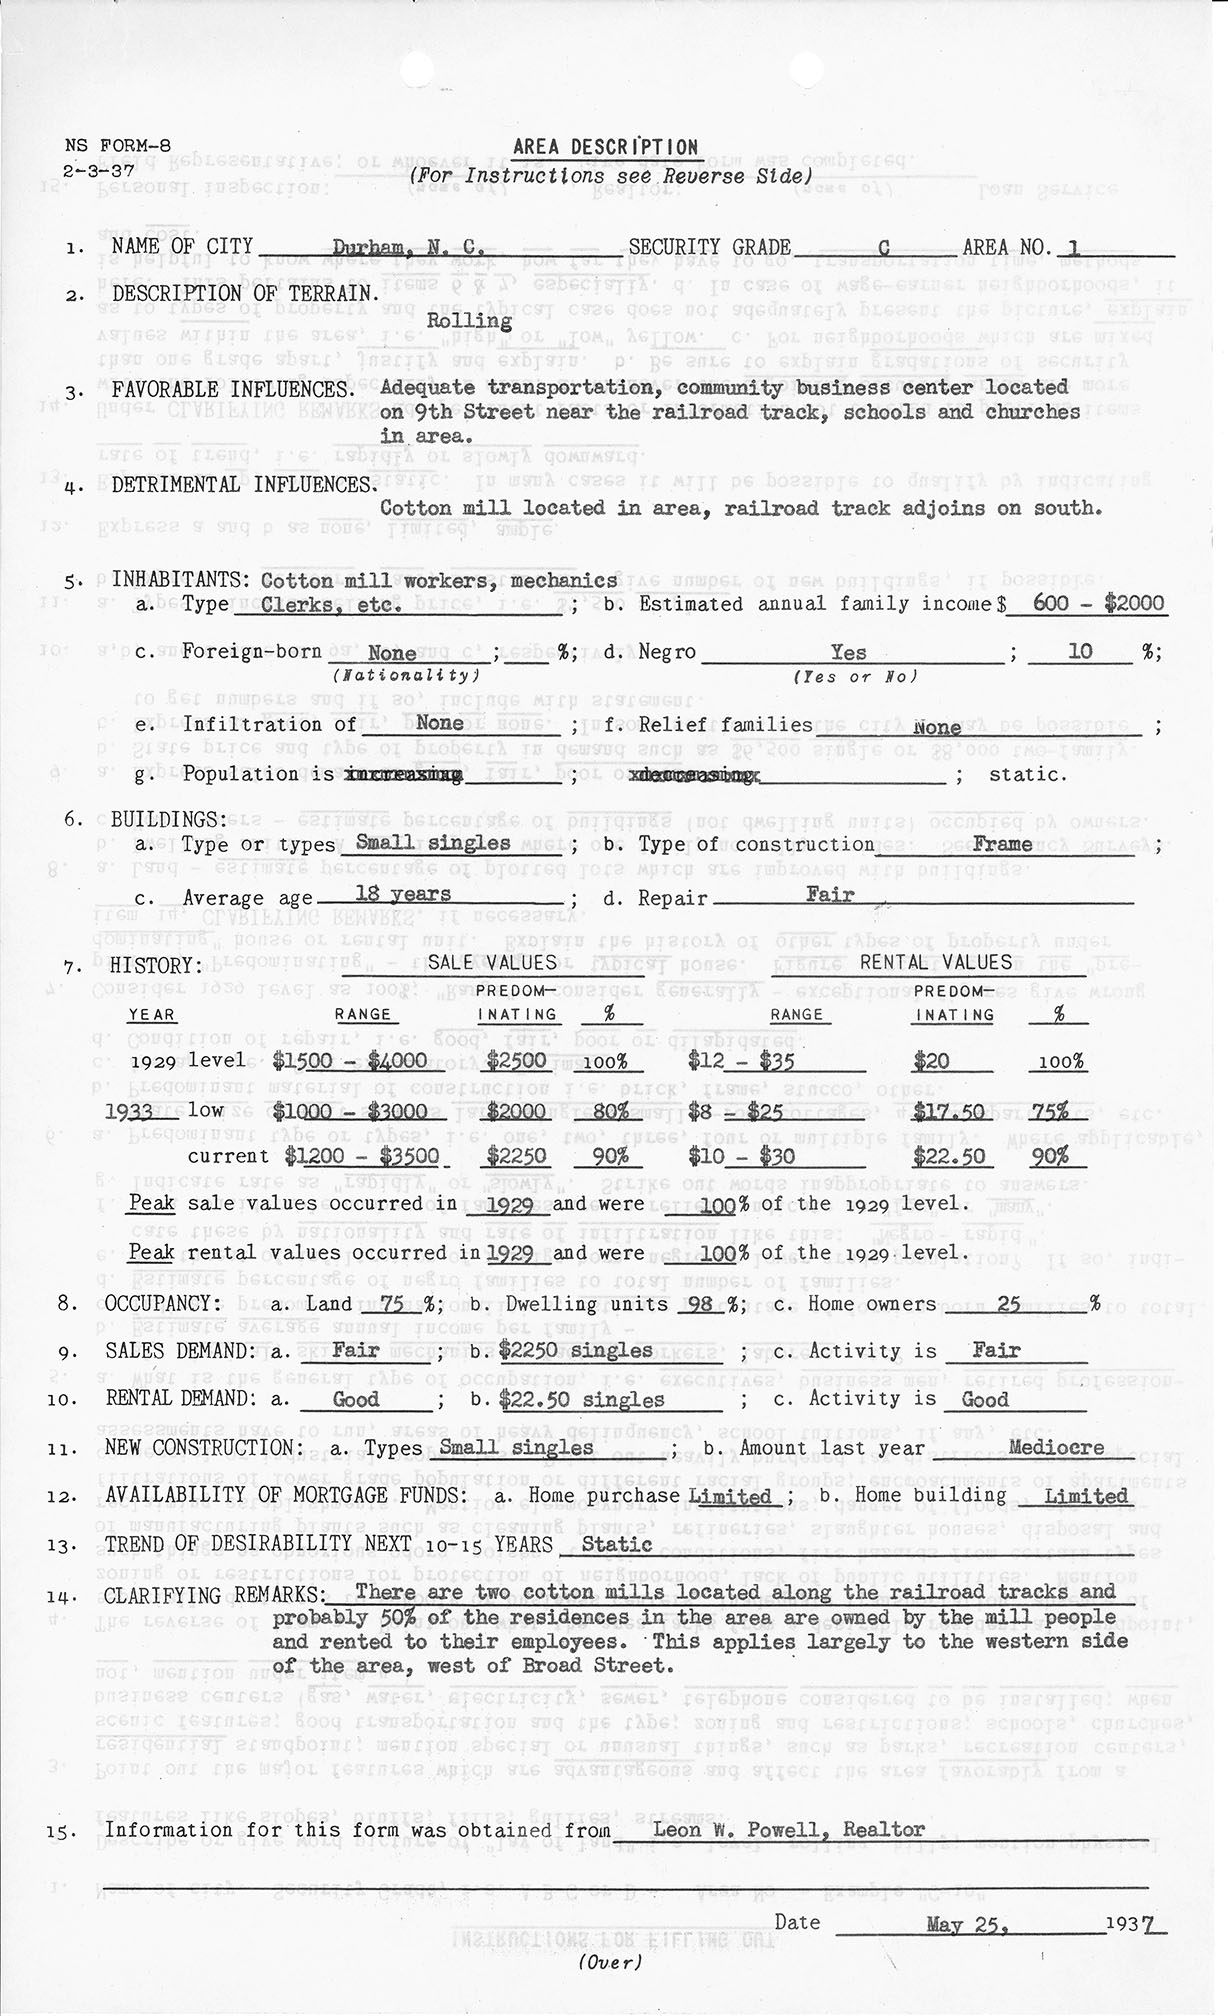 NS FORM-8
2-3-37
AREA DESCRIPTION
(For Instructions see Reverse Side)
1. NAME OF CITY Durham, N. C. SECURITY GRADE C AREA NO. 1
2. DESCRIPTION OF TERRAIN.
Rolling
3. FAVORABLE INFLUENCES. Adequate transportation, community business center located
on 9th Street near the railroad track, schools and churches
in area.
4. DETRIMENTAL INFLUENCES.
Cotton mill located in area, railroad track adjoins on south.
5. INHABITANTS: Cotton mill workers, mechanics
a. Type Clerks, etc. ; b. Estimated annual family income $ 600 - $2000
c. Foreign-born None ; %; d. Negro Yes ; 10 %;
(Nationality) (Yes or No)
e. Infiltration of None ; f. Relief families None ;
g. Population is increasing ; decreasing ; static.
6. BUILDINGS:
a. Type or types Small singles ; b. Type of construction Frame ;
c. Average age 18 years ; d. Repair Fair
7. HISTORY: SALE VALUES RENTAL VALUES
PREDOM- PREDOM-
YEAR RANGE INATING % RANGE INATING %
1929 level $1500 - $4000 $2500 100% $12 - $35 $20 100%
1933 low $1000 - $3000 $2000 80% $8 - $25 $17.50 75%
current $1200 - $3500 $2250 90% $10 - $30 $22.50 90%
Peak sale values occurred in 1929 and were 100% of the 1929 level.
Peak rental values occurred in 1929 and were 100% of the 1929 level.
8. OCCUPANCY: a. Land 75 %; b. Dwelling units 98 %; c. Home owners 25 %
9. SALES DEMAND: a. Fair ; b. $2250 singles ; c. Activity is Fair
10. RENTAL DEMAND: a. Good ; b. $22.50 singles ; c. Activity is Good
11. NEW CONSTRUCTION: a. Types Small singles ; b. Amount last year Mediocre
12. AVAILABILITY OF MORTGAGE FUNDS: a. Home purchase Limited ; b. Home building Limited
13. TREND OF DESIRABILITY NEXT 10-15 YEARS Static
14. CLARIFYING REMARKS: There are two cotton mills located along the railroad tracks and
probably 50% of the residences in the area are owned by the mill people
and rented to their employees. This applies largely to the western side
of the area, west of Broad Street.
15. Information for this form was obtained from Leon W. Powell, Realtor
Date May 25, 1937
(Over)